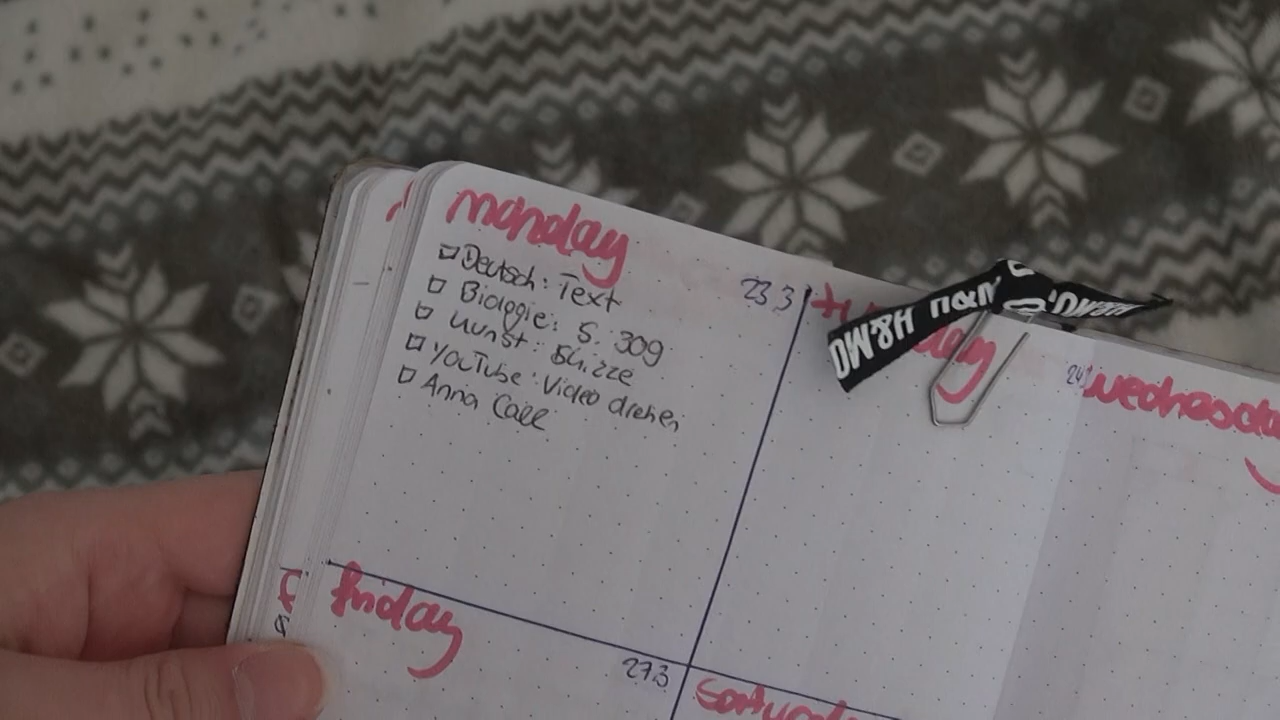 monday
23.3
☐ Deutsch: Text
☐ Biologie: S. 309
☐ Kunst: Skizze
☐ YouTube: Video drehen
☐ Anna Call
H&M
H&M
H&M
24
wednesday
friday
27.3
Saturday